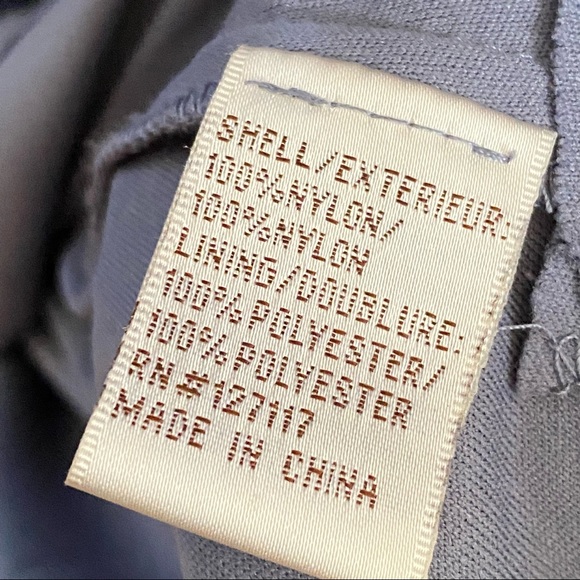 SHELL/EXTERIEUR:
100%NYLON/
100%NYLON
LINING/DOUBLURE:
100%POLYESTER/
100%POLYESTER
RN#127117
MADE IN CHINA